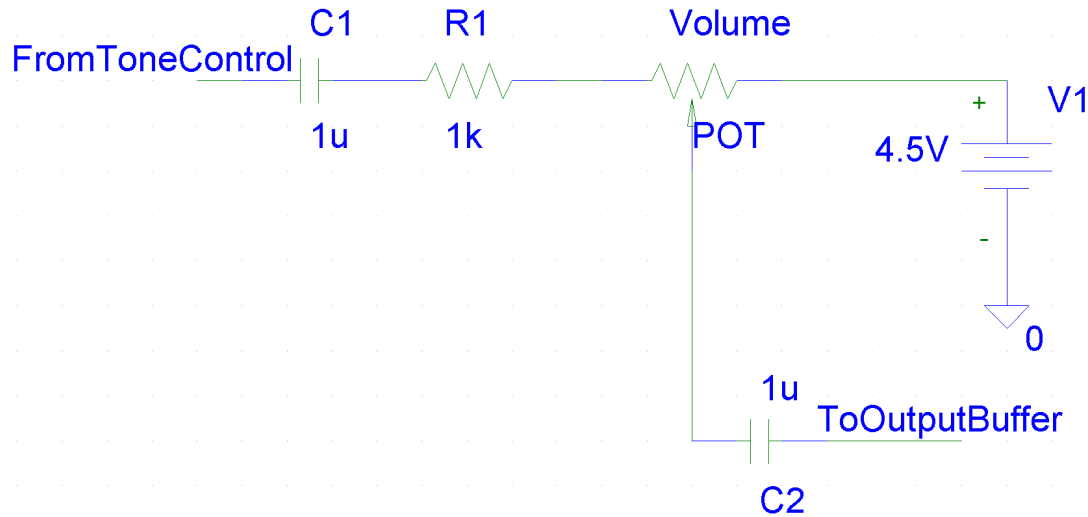 C1 R1 Volume
FromToneControl
+ V1
1u 1k POT 4.5V
-
0
1u
ToOutputBuffer
C2